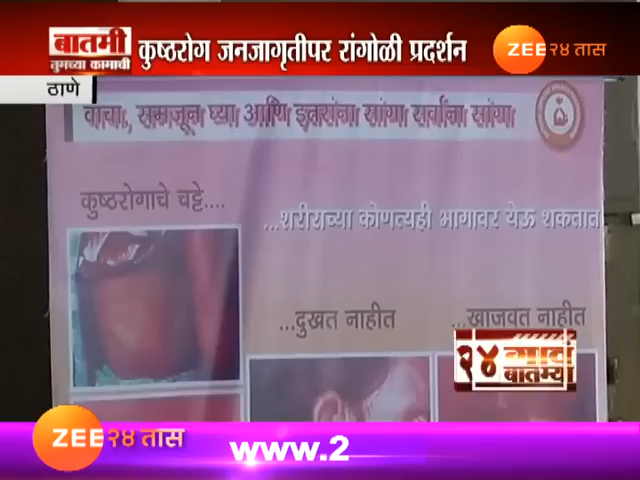 बातमी
तुमच्या कामाची
कुष्ठरोग जनजागृतीपर रांगोळी प्रदर्शन
ZEE २४ तास
ठाणे
वाचा, समजून घ्या आणि इतरांना सांगा सर्वांना सांगा
कुष्ठरोगाचे चट्टे....
...शरीराच्या कोणत्याही भागावर येऊ शकतात
...दुखत नाहीत
...खाजवत नाहीत
२४
बातम्या
ZEE २४ तास
www.2